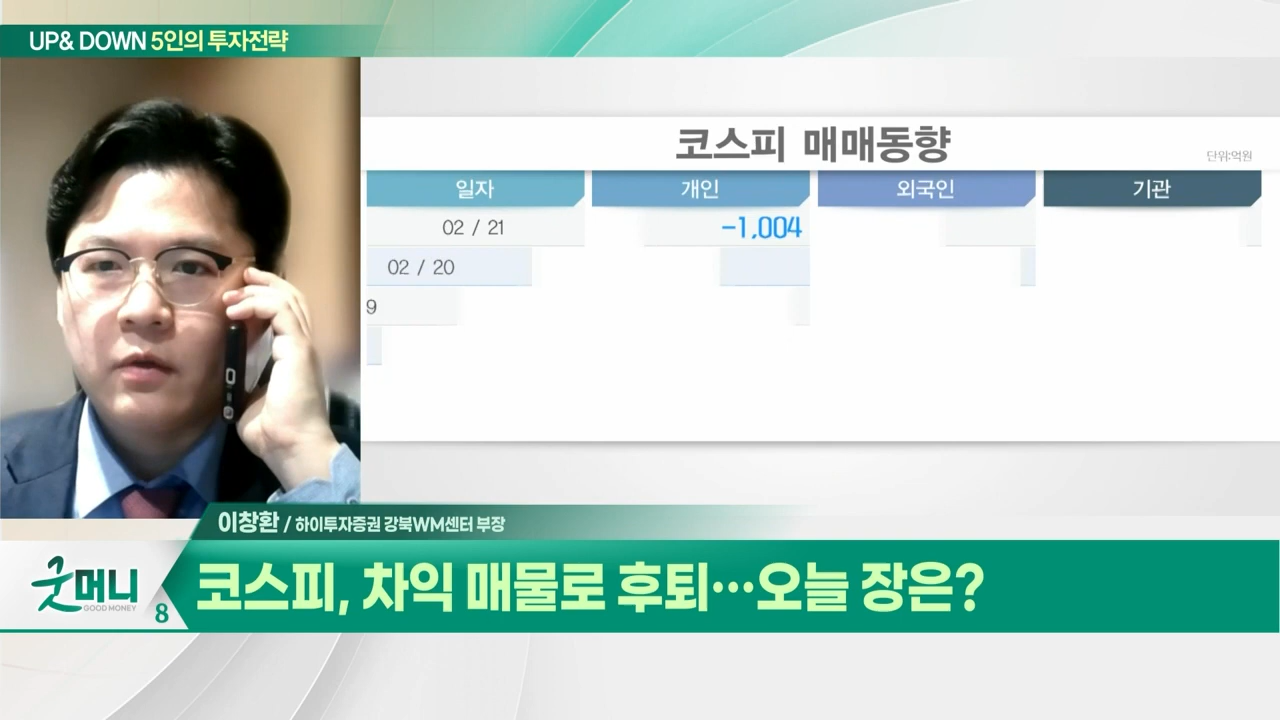 UP& DOWN 5인의 투자전략
코스피 매매동향
단위:억원
일자 개인 외국인 기관
02 / 21 -1,004
02 / 20
9
이창환 / 하이투자증권 강북WM센터 부장
굿머니
GOOD MONEY
8
코스피, 차익 매물로 후퇴…오늘 장은?